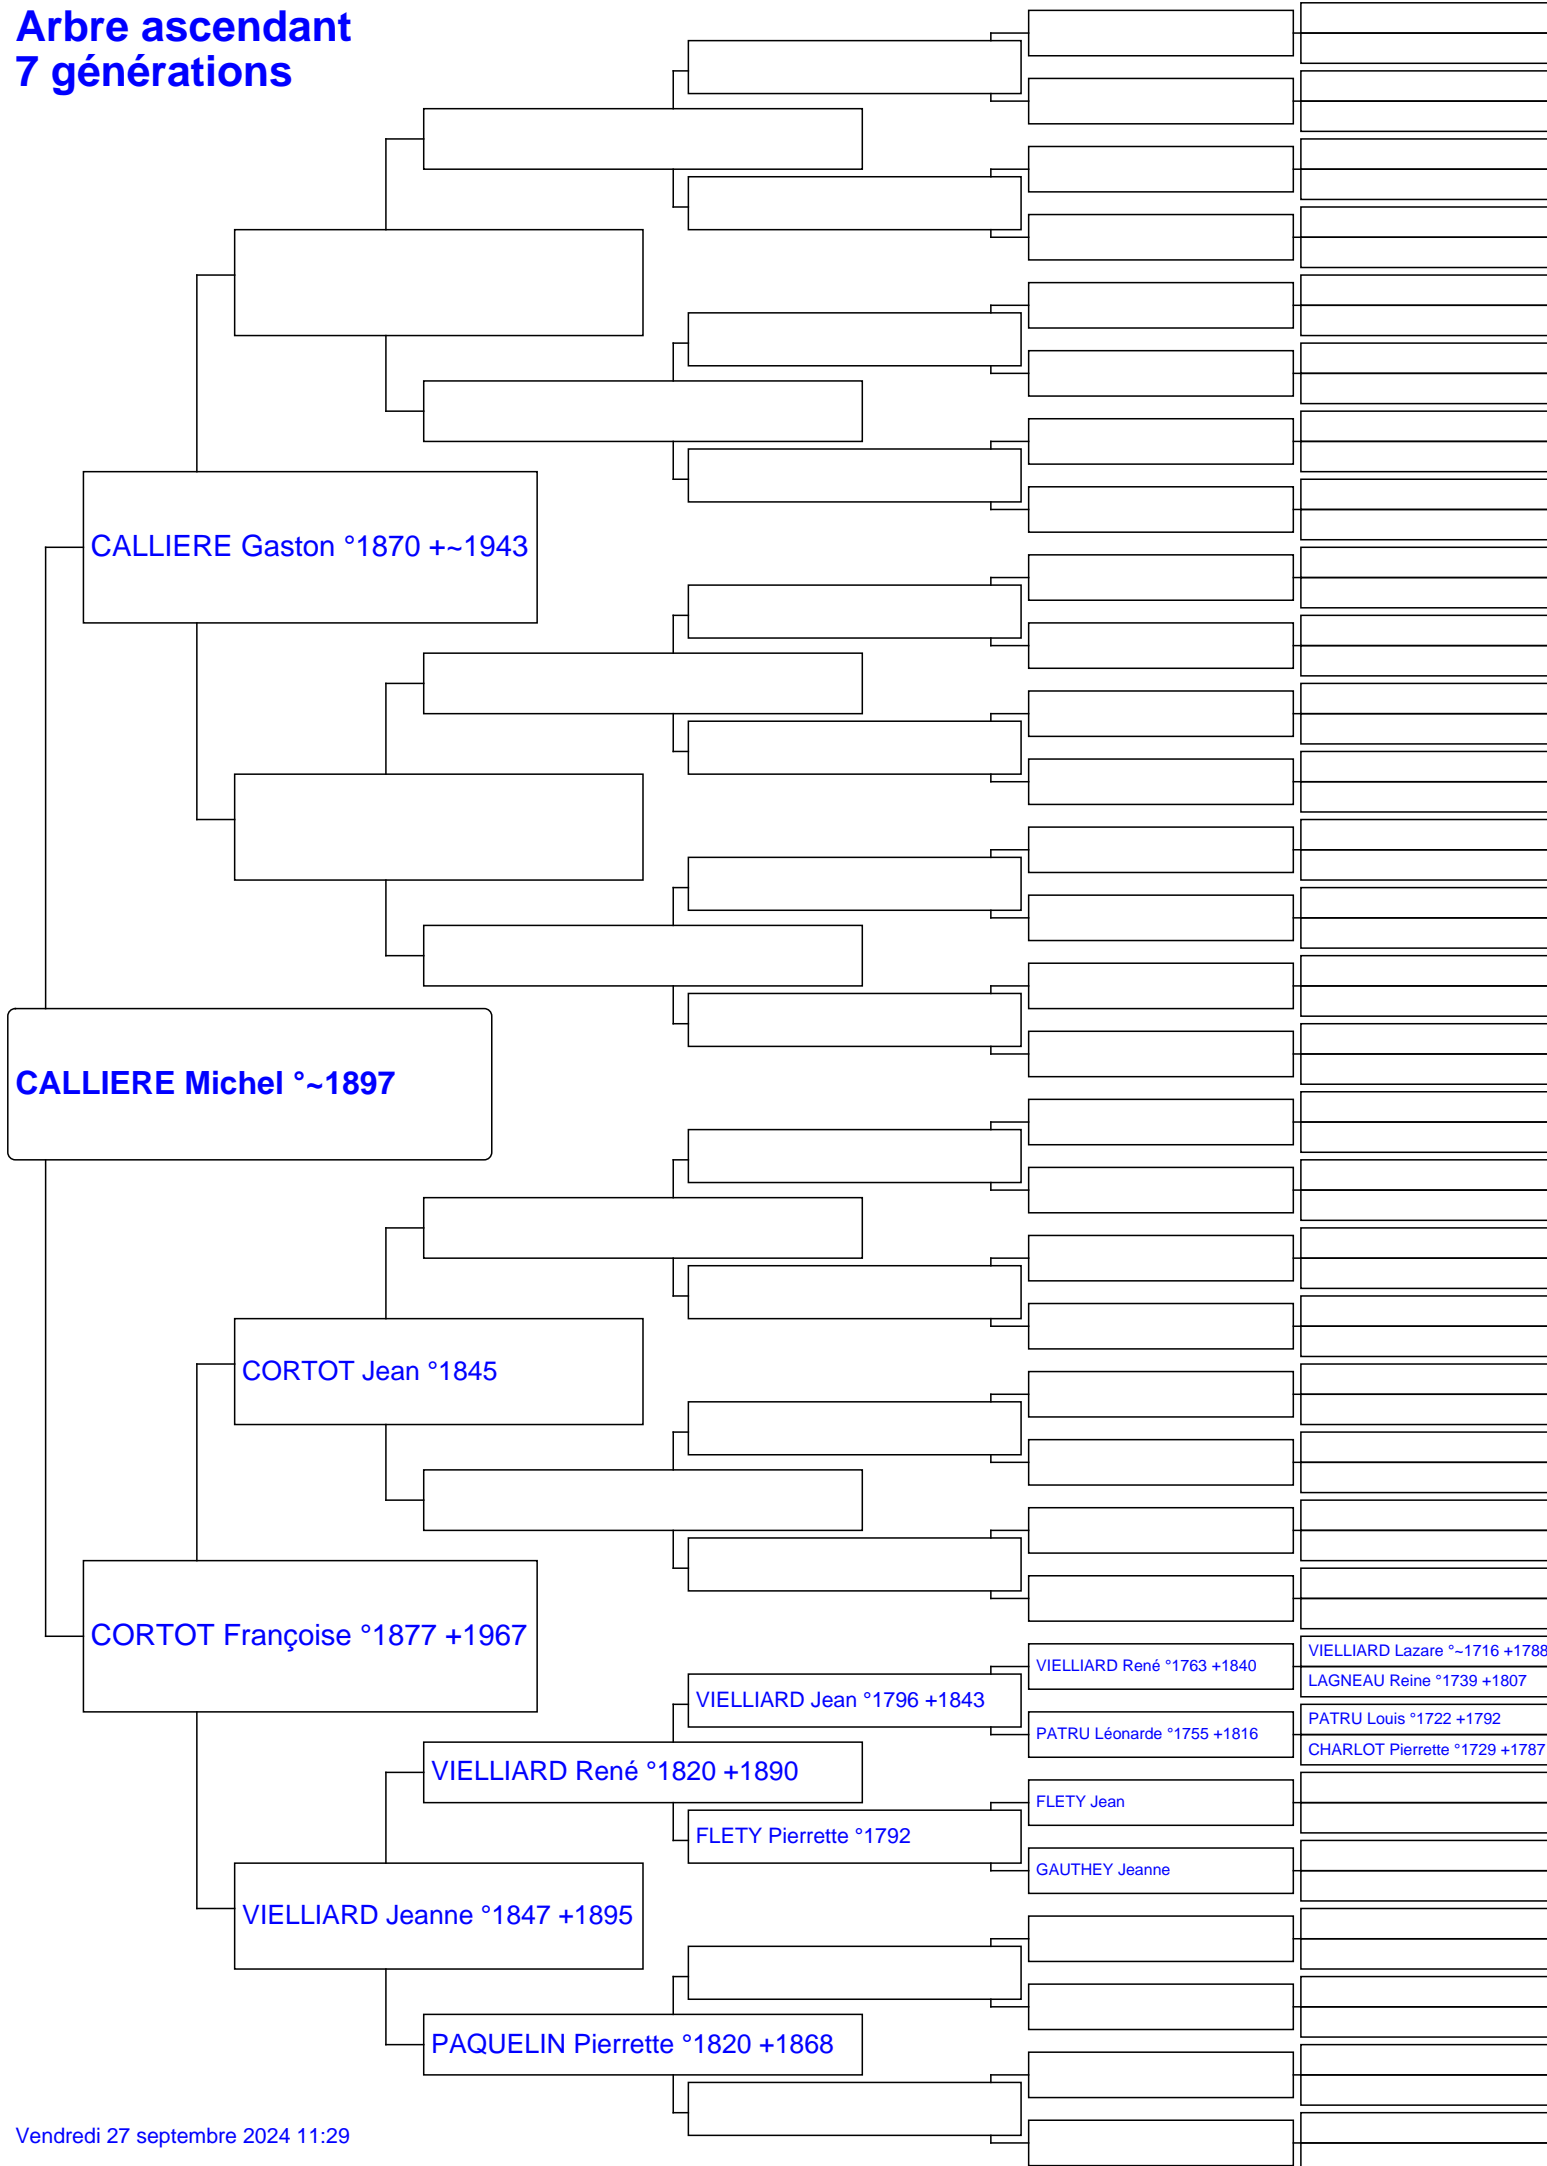 Arbre ascendant
7 générations
CALLIERE Gaston °1870 +~1943
CALLIERE Michel °~1897
CORTOT Jean °1845
CORTOT Françoise °1877 +1967
VIELLIARD René °1763 +1840
VIELLIARD Lazare °~1716 +1788
LAGNEAU Reine °1739 +1807
VIELLIARD Jean °1796 +1843
PATRU Léonarde °1755 +1816
PATRU Louis °1722 +1792
CHARLOT Pierrette °1729 +1787
VIELLIARD René °1820 +1890
FLETY Jean
FLETY Pierrette °1792
GAUTHEY Jeanne
VIELLIARD Jeanne °1847 +1895
PAQUELIN Pierrette °1820 +1868
Vendredi 27 septembre 2024 11:29